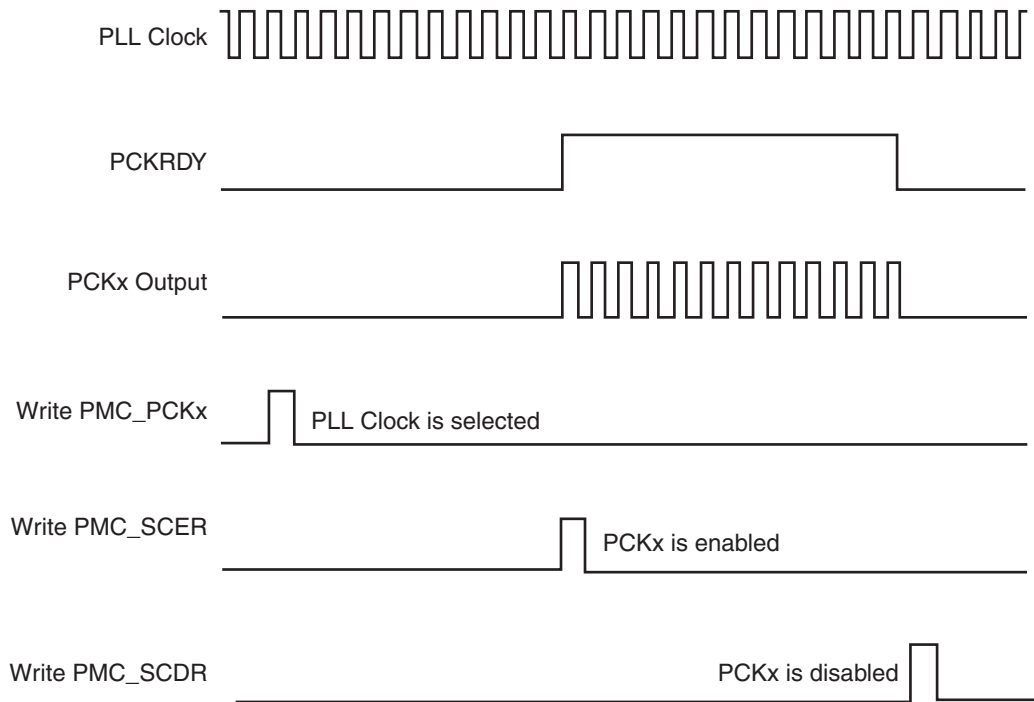 PLL Clock
PCKRDY
PCKx Output
Write PMC_PCKx
PLL Clock is selected
Write PMC_SCER
PCKx is enabled
Write PMC_SCDR
PCKx is disabled